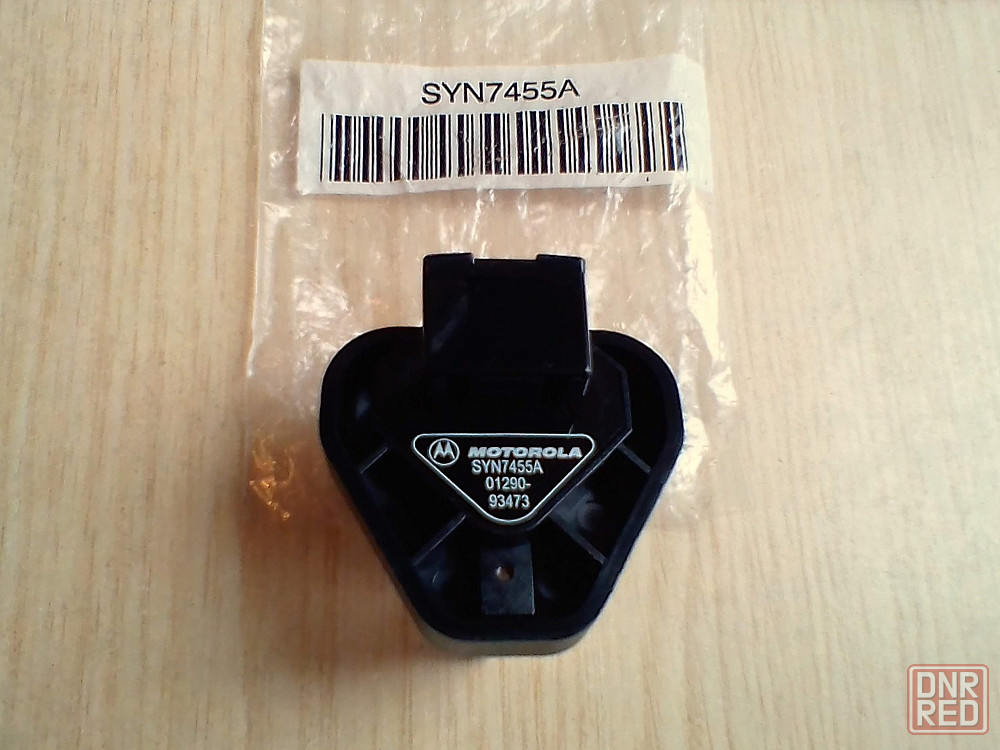 SYN7455A
MOTOROLA
SYN7455A
01290-
93473
DNR
RED